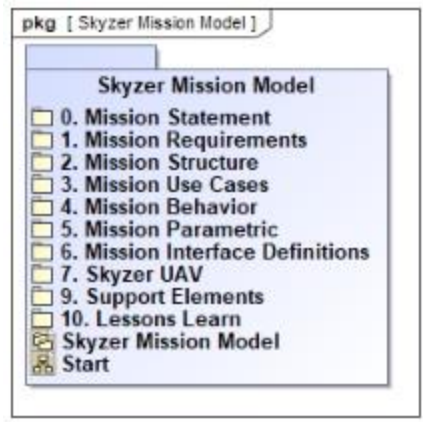 pkg [ Skyzer Mission Model ]
Skyzer Mission Model
0. Mission Statement
1. Mission Requirements
2. Mission Structure
3. Mission Use Cases
4. Mission Behavior
5. Mission Parametric
6. Mission Interface Definitions
7. Skyzer UAV
9. Support Elements
10. Lessons Learn
Skyzer Mission Model
Start